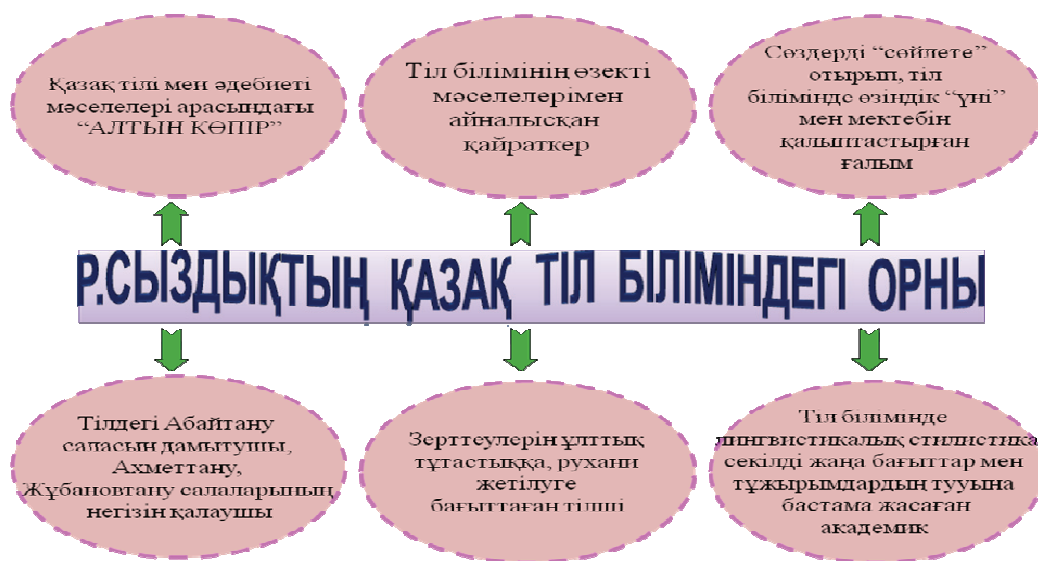 Қазақ тілі мен әдебиеті
мәселелері арасындағы
“АЛТЫН КӨПІР”
Тіл білімінің өзекті
мәселелерімен
айналысқан
қайраткер
Сөздерді “сөйлете”
отырып, тіл
білімінде өзіндік “үні”
мен мектебін
қалыптастырған
ғалым
Р.СЫЗДЫҚТЫҢ ҚАЗАҚ ТІЛ БІЛІМІНДЕГІ ОРНЫ
Тілдегі Абайтану
саласын дамытушы,
Ахметтану,
Жұбановтану салаларының
негізін қалаушы
Зерттеулерін ұлттық
тұтастыққа, рухани
жетілуге
бағыттаған тілші
Тіл білімінде
лингвистикалық стилистика
секілді жаңа бағыттар мен
тұжырымдардың тууына
бастама жасаған
академик